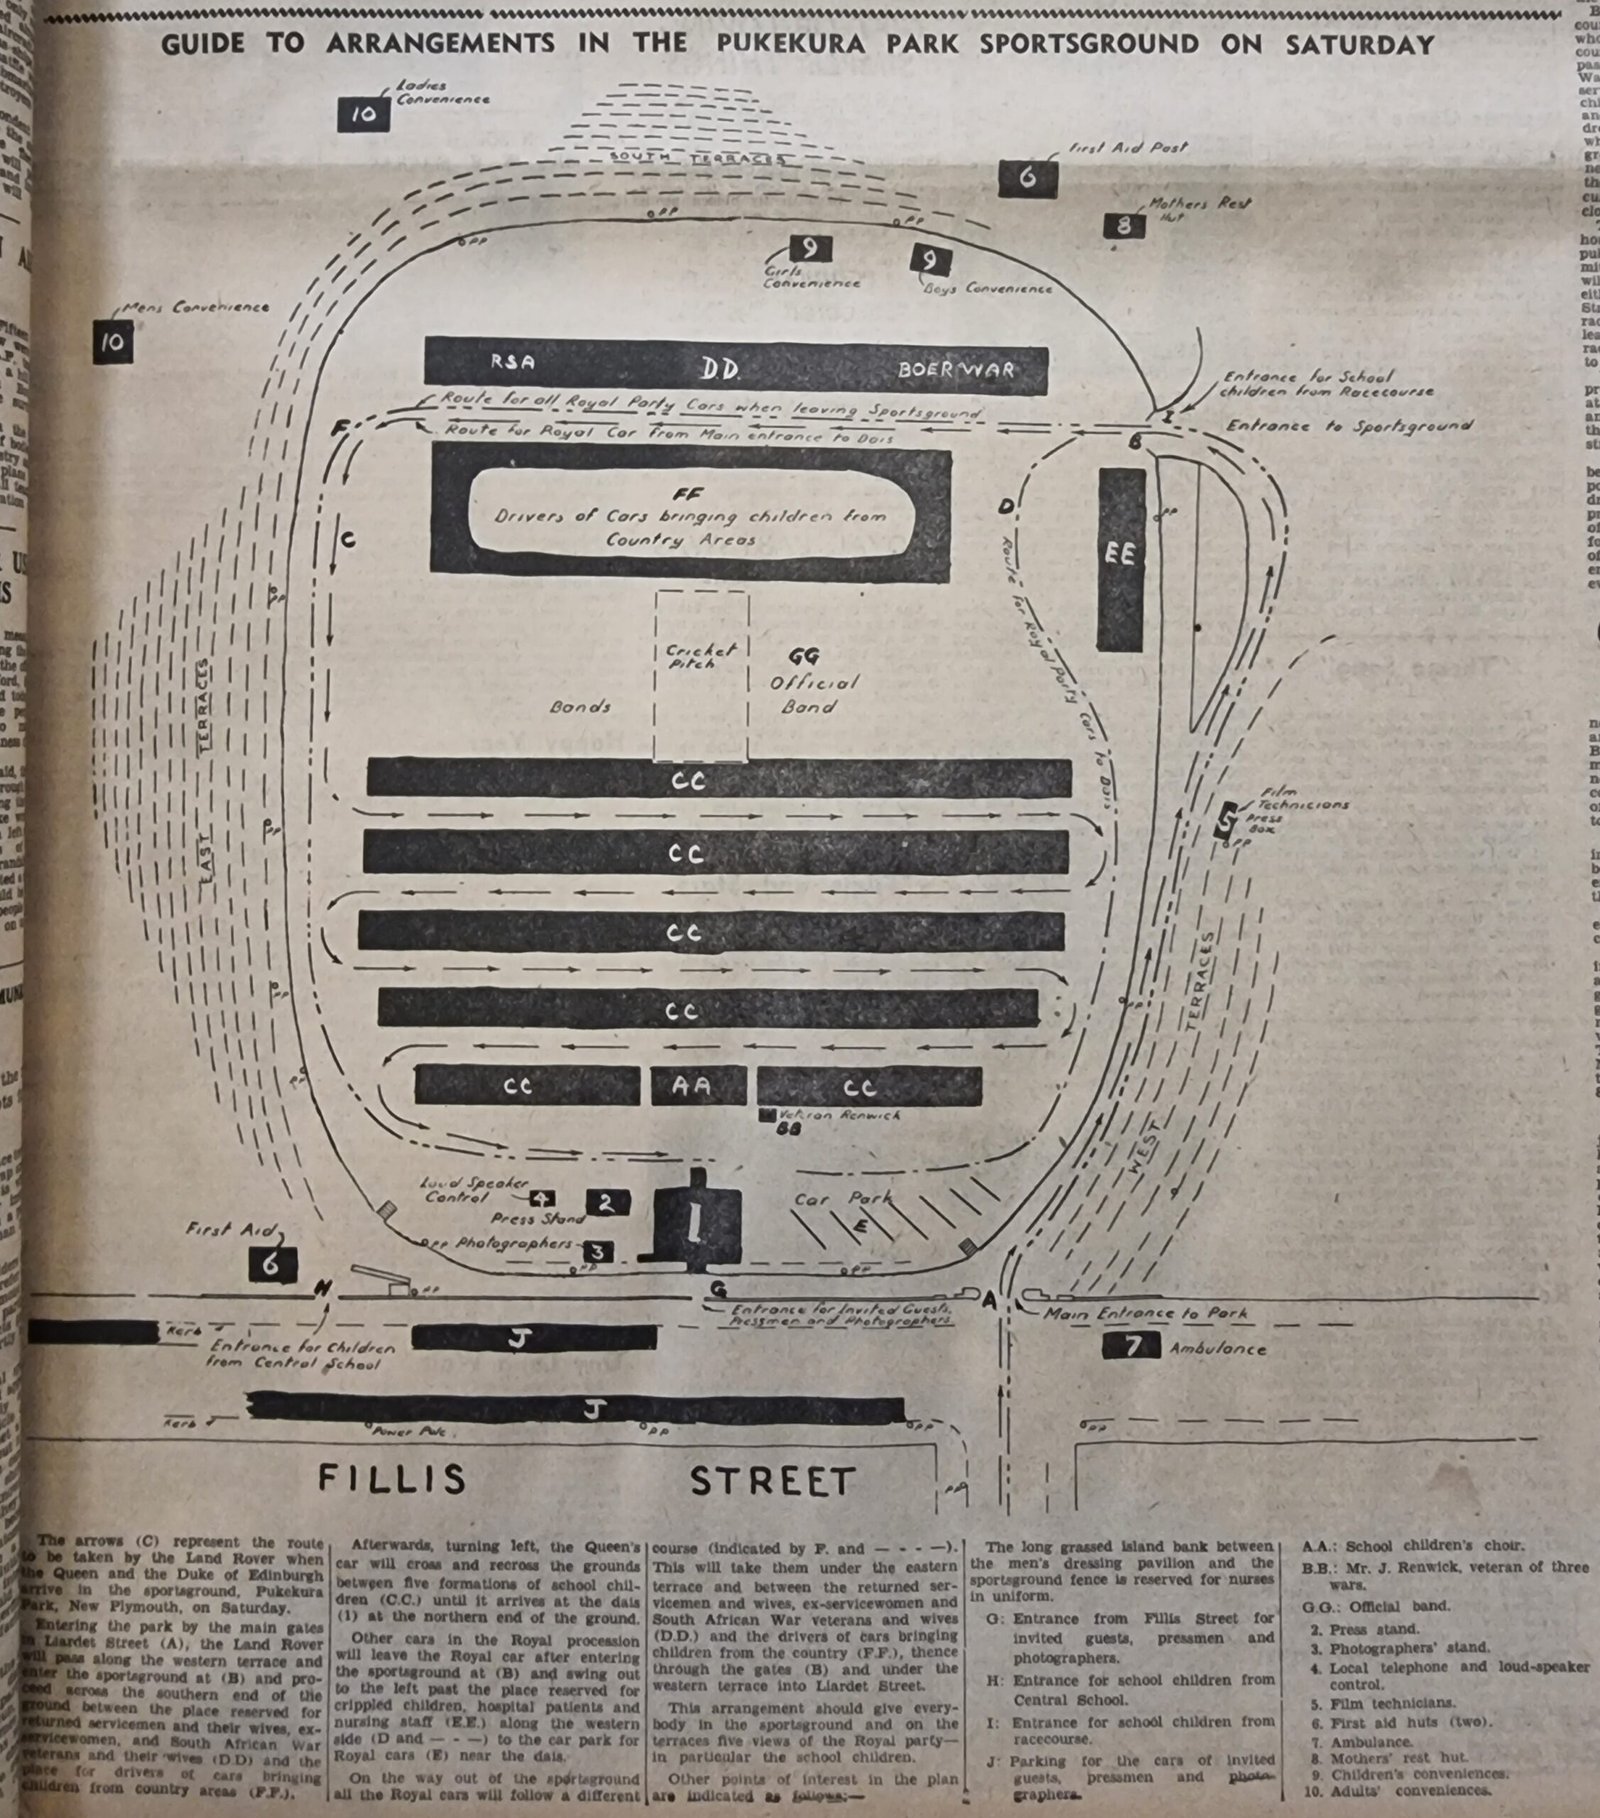 GUIDE TO ARRANGEMENTS IN THE PUKEKURA PARK SPORTSGROUND ON SATURDAY
10
Ladies
Convenience
SOUTH TERRACES
6
First Aid Post
8
Mothers Rest
Hut
PP
PP
PP
9
Girls
Convenience
9
Boys Convenience
10
Mens Convenience
RSA D.D. BOER WAR
Route for all Royal Party Cars when leaving Sportsground
Route for Royal Car from Main entrance to Dais
Entrance for School
children from Racecourse
Entrance to Sportsground
I
B
F
C
D
FF
Drivers of Cars bringing children from
Country Areas
EE
PP
Route for Royal Party Cars to Dais
Cricket
Pitch
GG
Official
Band
Bands
EAST TERRACES
PP
PP
PP
PP
CC
CC
CC
CC
CC AA CC
Veteran Renwick
BB
5
Film
Technicians
Press
Box
PP
PP
WEST TERRACES
Loud Speaker
Control
4
2
Press Stand
1
Car Park
E
PP Photographers
3
PP
PP
First Aid
6
H
PP
G
A
Entrance for Invited Guests,
Pressmen and Photographers
Main Entrance to Park
Kerb
Entrance for Children
from Central School
J
7
Ambulance
Kerb
J
Power Pole
PP
PP
PP
PP
FILLIS STREET
The arrows (C) represent the route
to be taken by the Land Rover when
the Queen and the Duke of Edinburgh
arrive in the sportsground, Pukekura
Park, New Plymouth, on Saturday.
Entering the park by the main gates
in Liardet Street (A), the Land Rover
will pass along the western terrace and
enter the sportsground at (B) and pro-
ceed across the southern end of the
ground between the place reserved for
returned servicemen and their wives, ex-
servicewomen, and South African War
veterans and their wives (D.D) and the
place for drivers of cars bringing
children from country areas (F.F.).
Afterwards, turning left, the Queen's
car will cross and recross the grounds
between five formations of school chil-
dren (C.C.) until it arrives at the dais
(1) at the northern end of the ground.
Other cars in the Royal procession
will leave the Royal car after entering
the sportsground at (B) and swing out
to the left past the place reserved for
crippled children, hospital patients and
nursing staff (E.E.) along the western
side (D and — - —) to the car park for
Royal cars (E) near the dais.
On the way out of the sportsground
all the Royal cars will follow a different
course (indicated by F. and — - - - —).
This will take them under the eastern
terrace and between the returned ser-
vicemen and wives, ex-servicewomen and
South African War veterans and wives
(D.D.) and the drivers of cars bringing
children from the country (F.F.), thence
through the gates (B) and under the
western terrace into Liardet Street.
This arrangement should give every-
body in the sportsground and on the
terraces five views of the Royal party—
in particular the school children.
Other points of interest in the plan
are indicated as follows:—
The long grassed island bank between
the men's dressing pavilion and the
sportsground fence is reserved for nurses
in uniform.
G: Entrance from Fillis Street for
invited guests, pressmen and
photographers.
H: Entrance for school children from
Central School.
I: Entrance for school children from
racecourse.
J: Parking for the cars of invited
guests, pressmen and photo-
graphers.
A.A.: School children's choir.
B.B.: Mr. J. Renwick, veteran of three
wars.
G.G.: Official band.
2. Press stand.
3. Photographers' stand.
4. Local telephone and loud-speaker
control.
5. Film technicians.
6. First aid huts (two).
7. Ambulance.
8. Mothers' rest hut.
9. Children's conveniences.
10. Adults' conveniences.